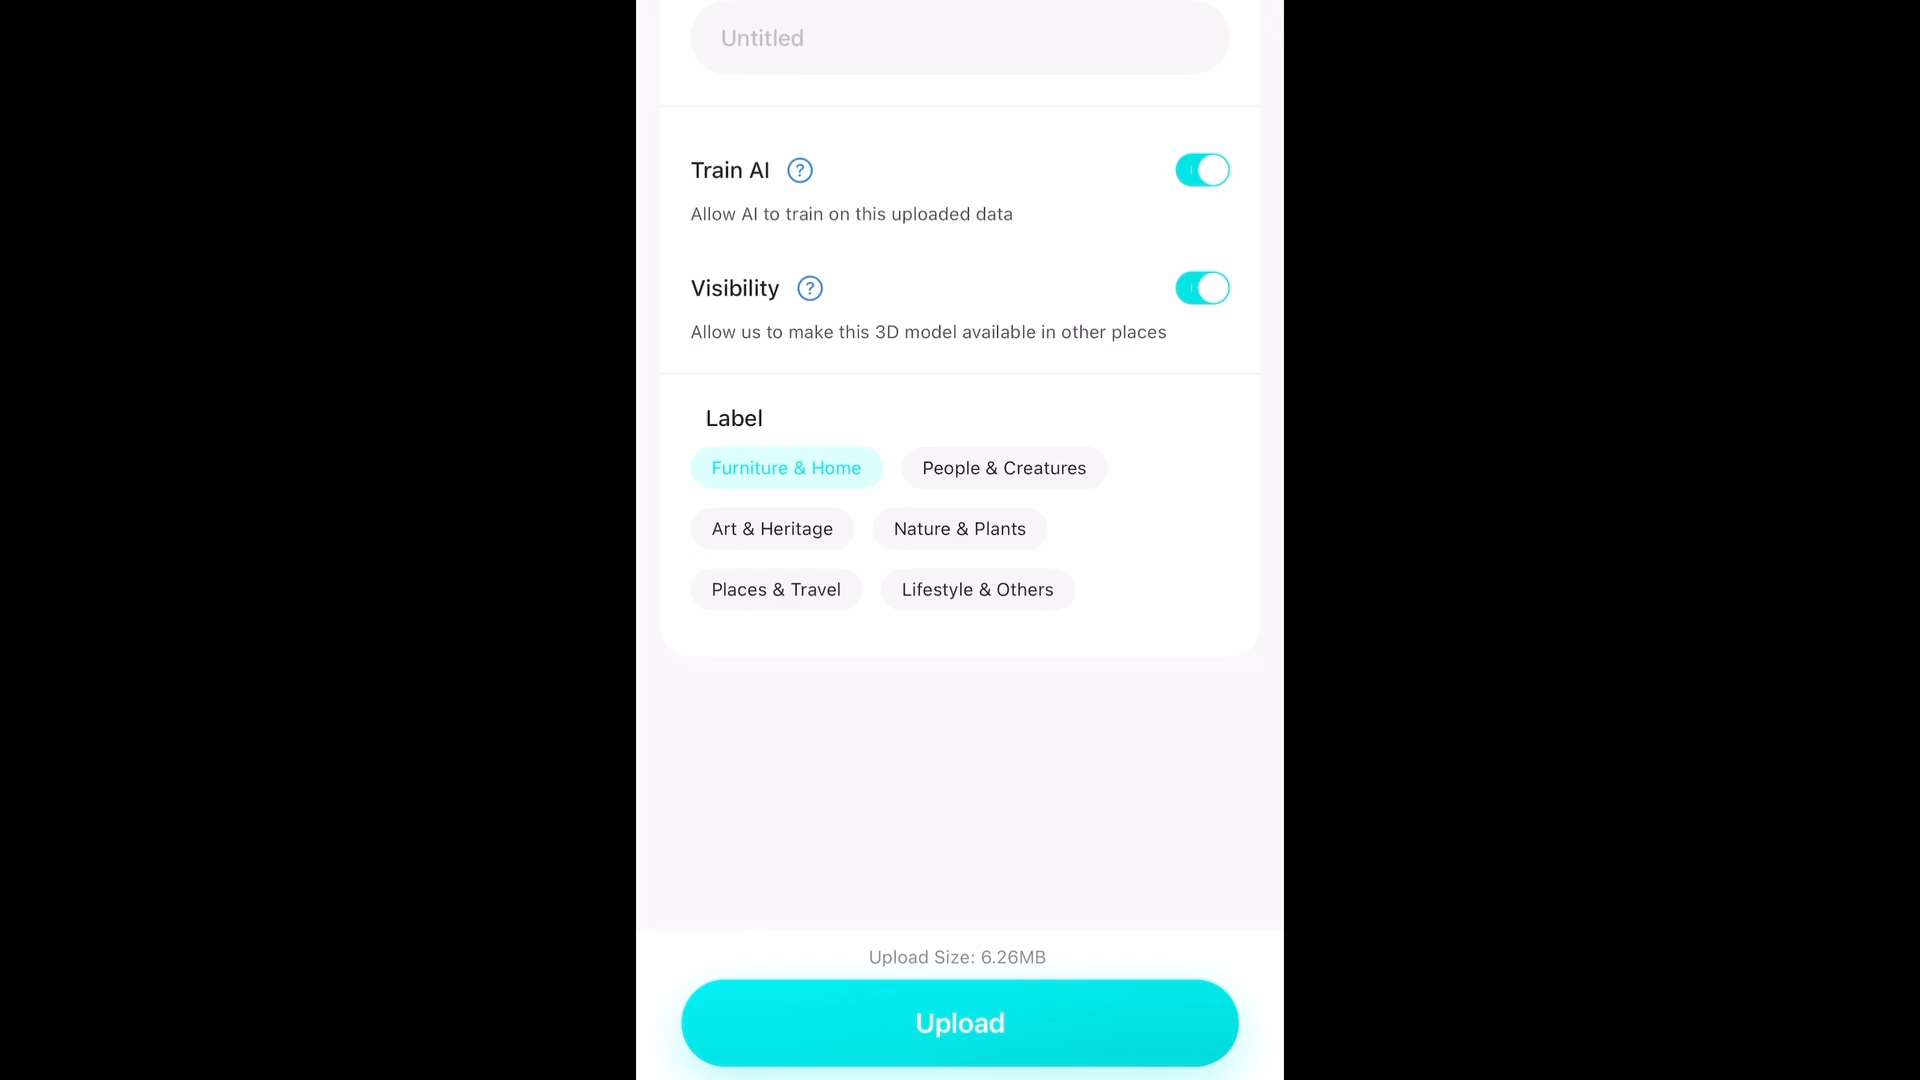 Untitled
Train AI ?
Allow AI to train on this uploaded data
Visibility ?
Allow us to make this 3D model available in other places
Label
Furniture & Home People & Creatures
Art & Heritage Nature & Plants
Places & Travel Lifestyle & Others
Upload Size: 6.26MB
Upload